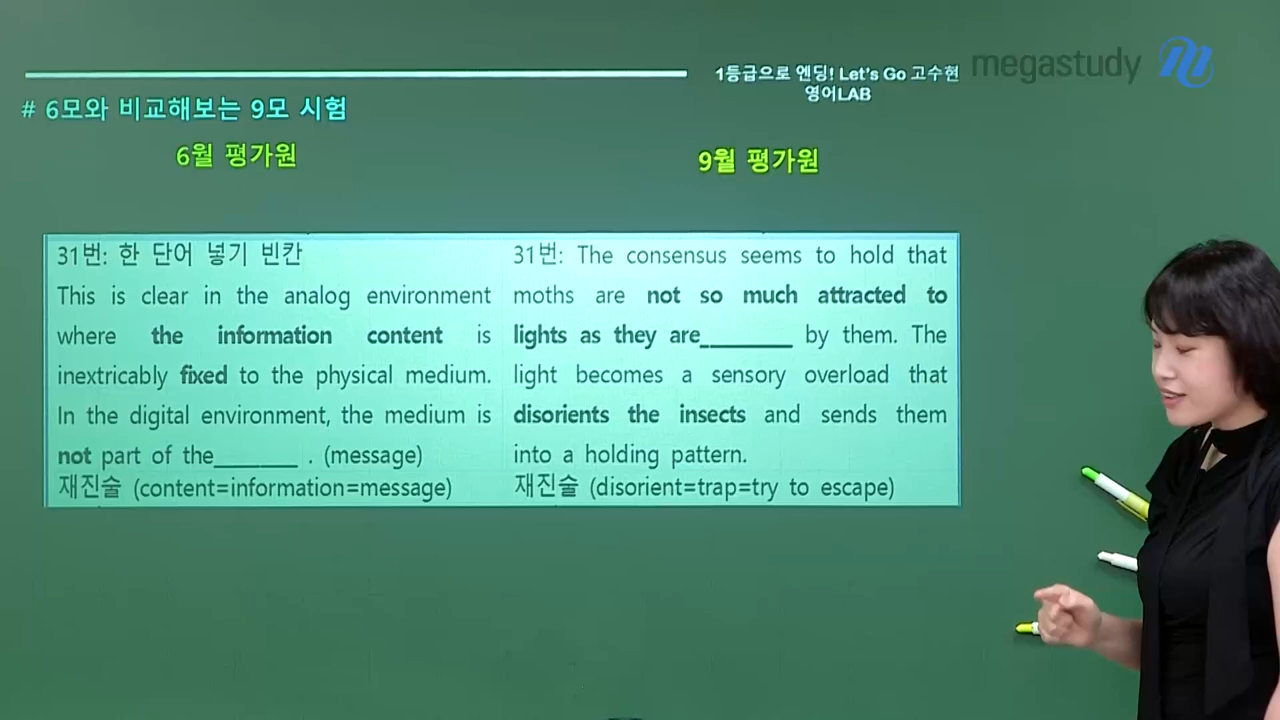 1등급으로 엔딩! Let's Go 고수현
영어LAB
megastudy
# 6모와 비교해보는 9모 시험
6월 평가원
9월 평가원
31번: 한 단어 넣기 빈칸
This is clear in the analog environment
where the information content is
inextricably fixed to the physical medium.
In the digital environment, the medium is
not part of the________ . (message)
재진술 (content=information=message)
31번: The consensus seems to hold that
moths are not so much attracted to
lights as they are________ by them. The
light becomes a sensory overload that
disorients the insects and sends them
into a holding pattern.
재진술 (disorient=trap=try to escape)